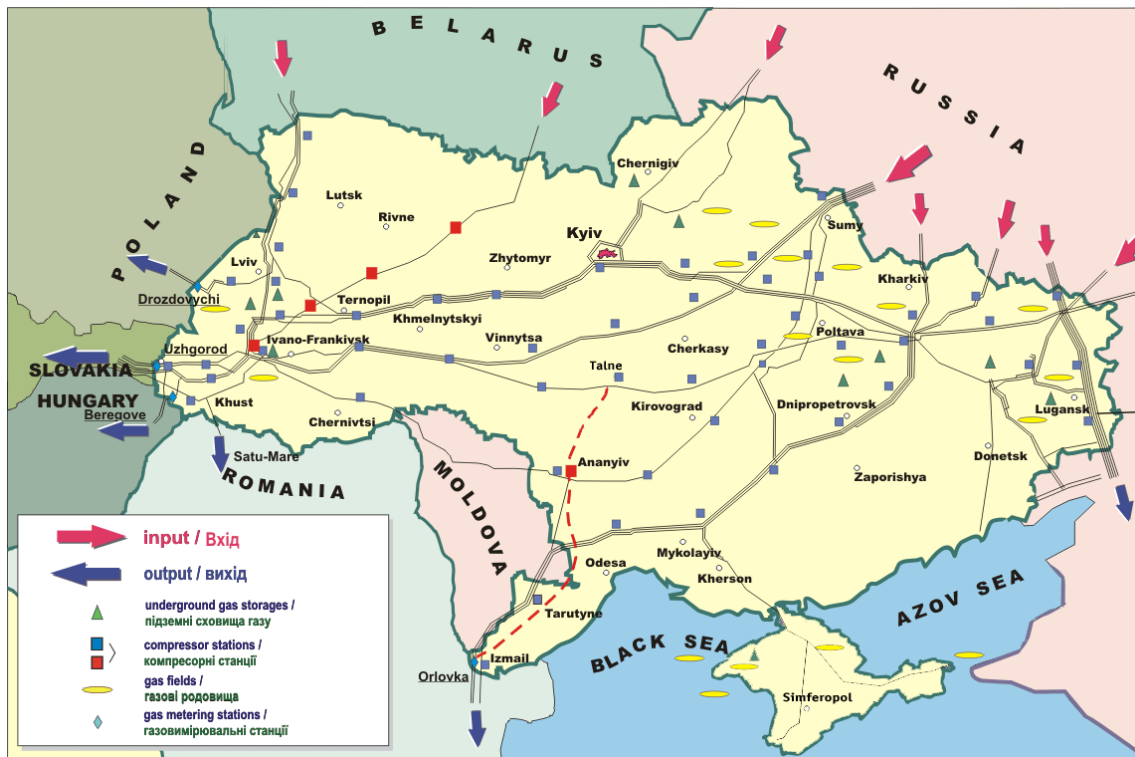 BELARUS
RUSSIA
POLAND
Chernigiv
Lutsk
Rivne
Kyiv
Sumy
Lviv
Zhytomyr
Kharkiv
Drozdovychi
Ternopil
Khmelnytskyi
Poltava
Uzhgorod
Ivano-Frankivsk
Vinnytsa
Cherkasy
SLOVAKIA
Talne
HUNGARY
Khust
Lugansk
Beregove
Chernivtsi
Kirovograd
Dnipropetrovsk
Satu-Mare
Ananyiv
Donetsk
ROMANIA
MOLDOVA
Zaporishya
Mykolayiv
Odesa
Kherson
AZOV SEA
Tarutyne
BLACK SEA
Izmail
Orlovka
Simferopol
input / Вхід
output / вихід
underground gas storages /
підземні сховища газу
compressor stations /
компресорні станції
gas fields /
газові родовища
gas metering stations /
газовимірювальні станції